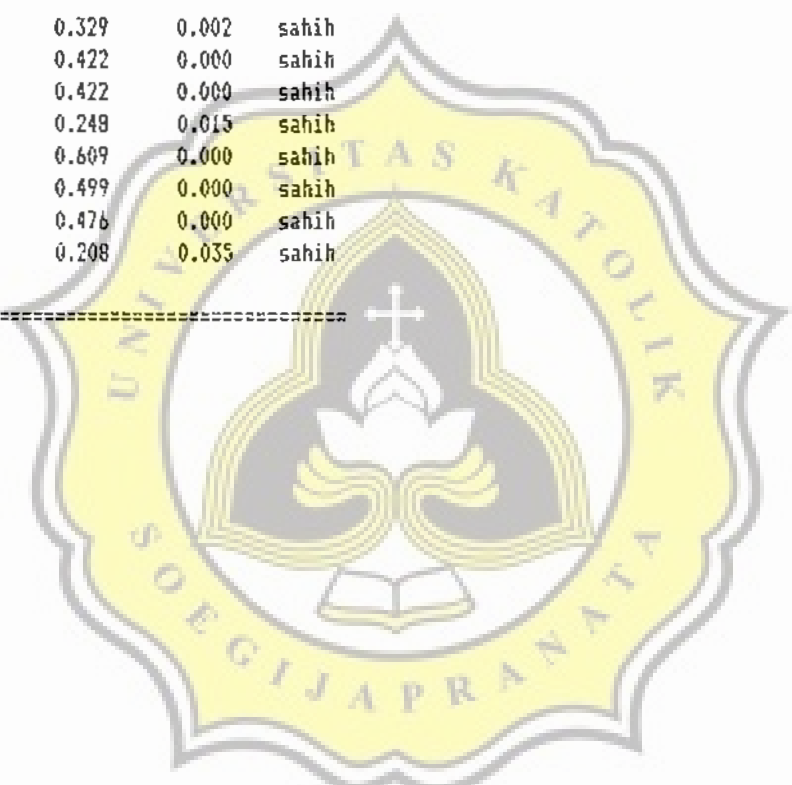 0.329 0.002 sahih
0.422 0.000 sahih
0.422 0.000 sahih
0.248 0.015 sahih
0.609 0.000 sahih
0.499 0.000 sahih
0.476 0.000 sahih
0.208 0.035 sahih
UNIVERSITAS KATOLIK
SOEGIJAPRANATA